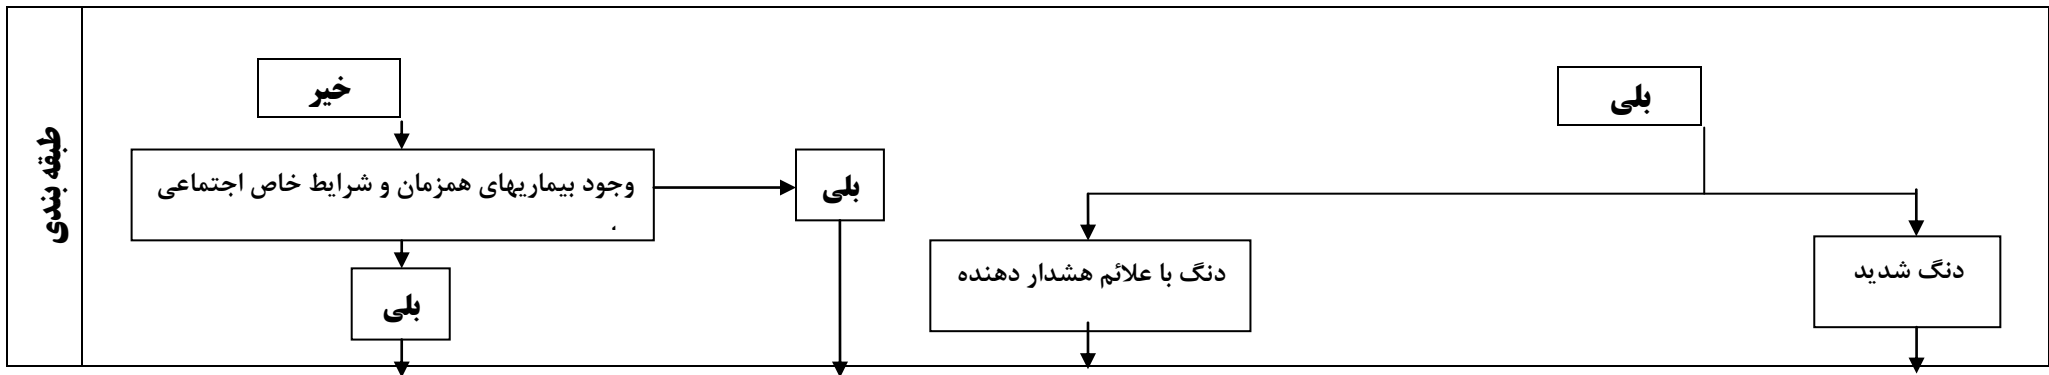 طبقه بندی
بلی
خیر
دنگ شدید
دنگ با علائم هشدار دهنده
بلی
وجود بیماریهای همزمان و شرایط خاص اجتماعی
.
بلی